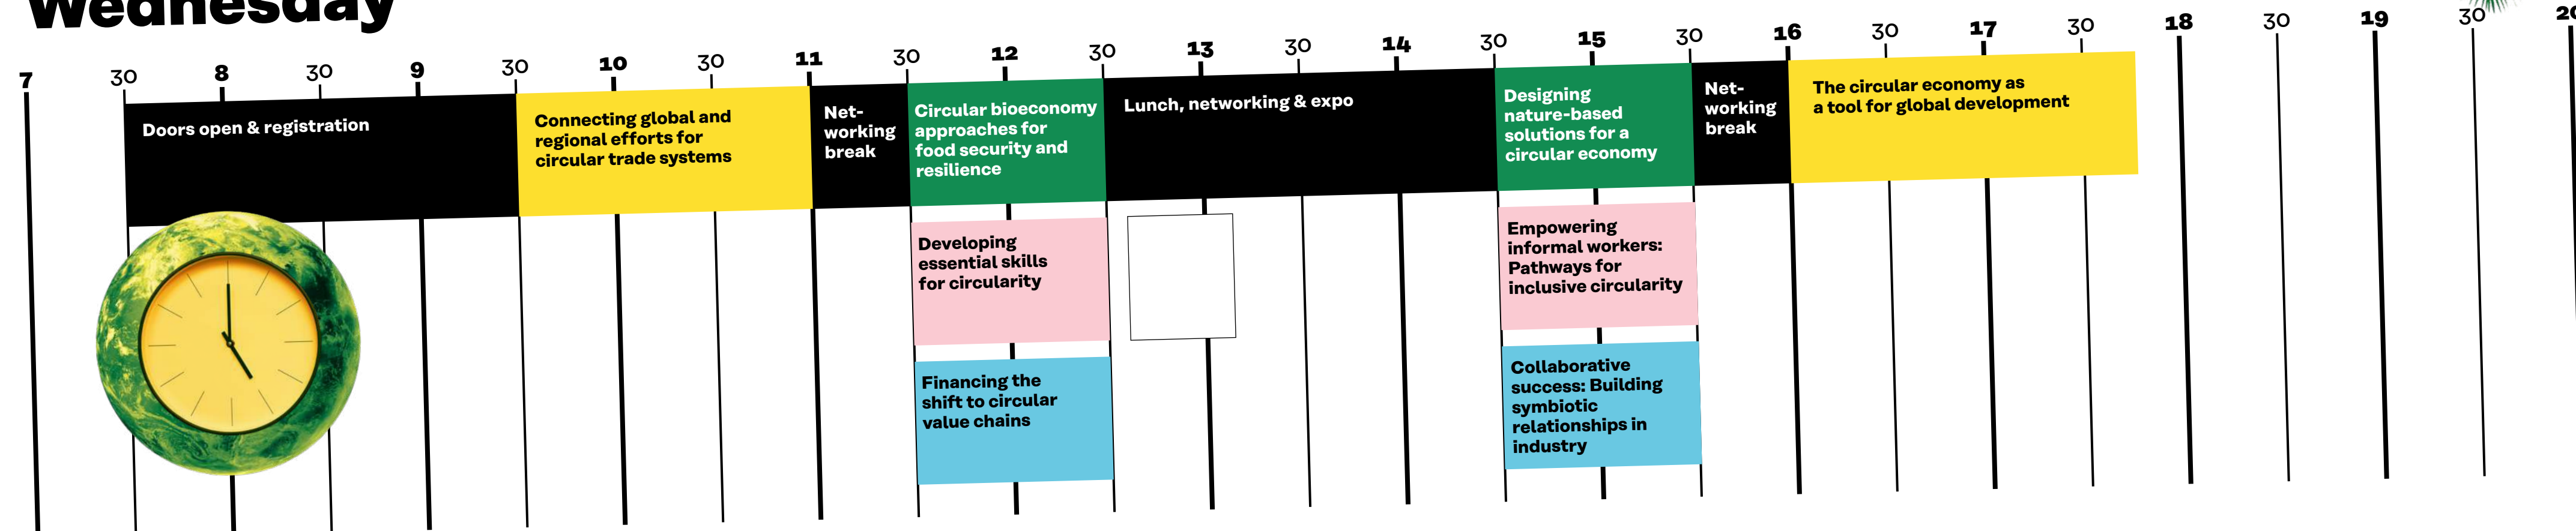 Wednesday
7
30
8
30
9
30
10
30
11
30
12
30
13
30
14
30
15
30
16
30
17
30
18
30
19
30
Doors open & registration
Connecting global and
regional efforts for
circular trade systems
Net-
working
break
Circular bioeconomy
approaches for
food security and
resilience
Lunch, networking & expo
Designing
nature-based
solutions for a
circular economy
Net-
working
break
The circular economy as
a tool for global development
Developing
essential skills
for circularity
Empowering
informal workers:
Pathways for
inclusive circularity
Financing the
shift to circular
value chains
Collaborative
success: Building
symbiotic
relationships in
industry